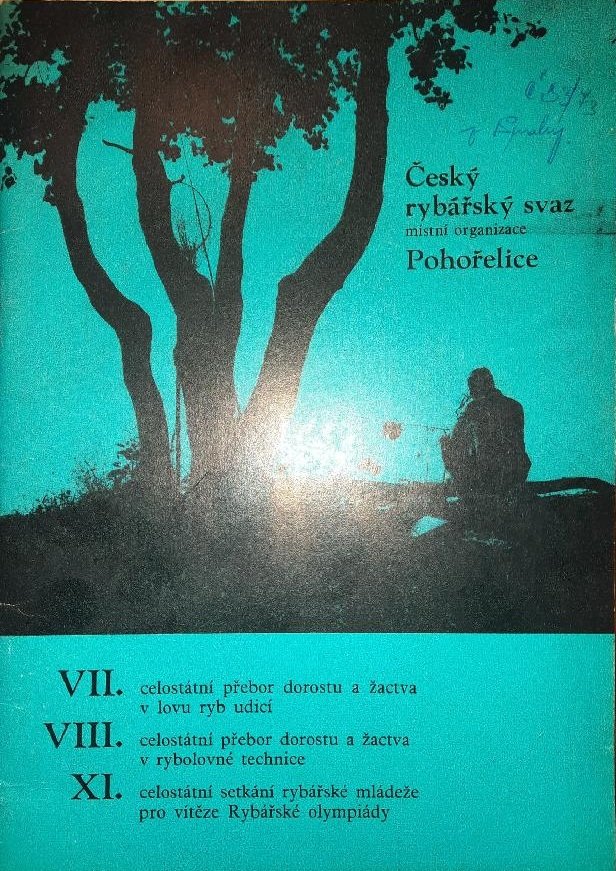 Český
rybářský svaz
místní organizace
Pohořelice
VII. celostátní přebor dorostu a žactva
v lovu ryb udicí
VIII. celostátní přebor dorostu a žactva
v rybolovné technice
XI. celostátní setkání rybářské mládeže
pro vítěze Rybářské olympiády